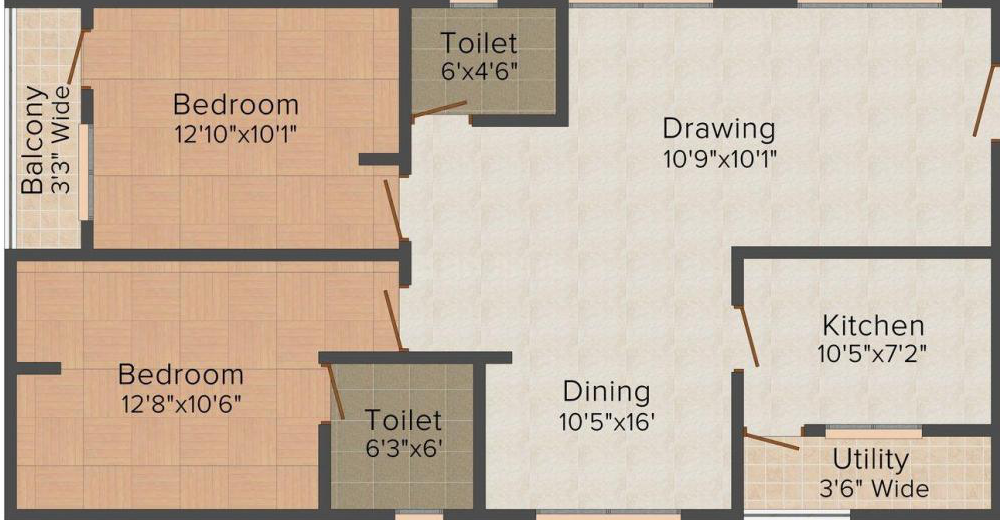 Balcony
3'3" Wide
Bedroom
12'10"x10'1"
Toilet
6'x4'6"
Drawing
10'9"x10'1"
Bedroom
12'8"x10'6"
Toilet
6'3"x6'
Dining
10'5"x16'
Kitchen
10'5"x7'2"
Utility
3'6" Wide